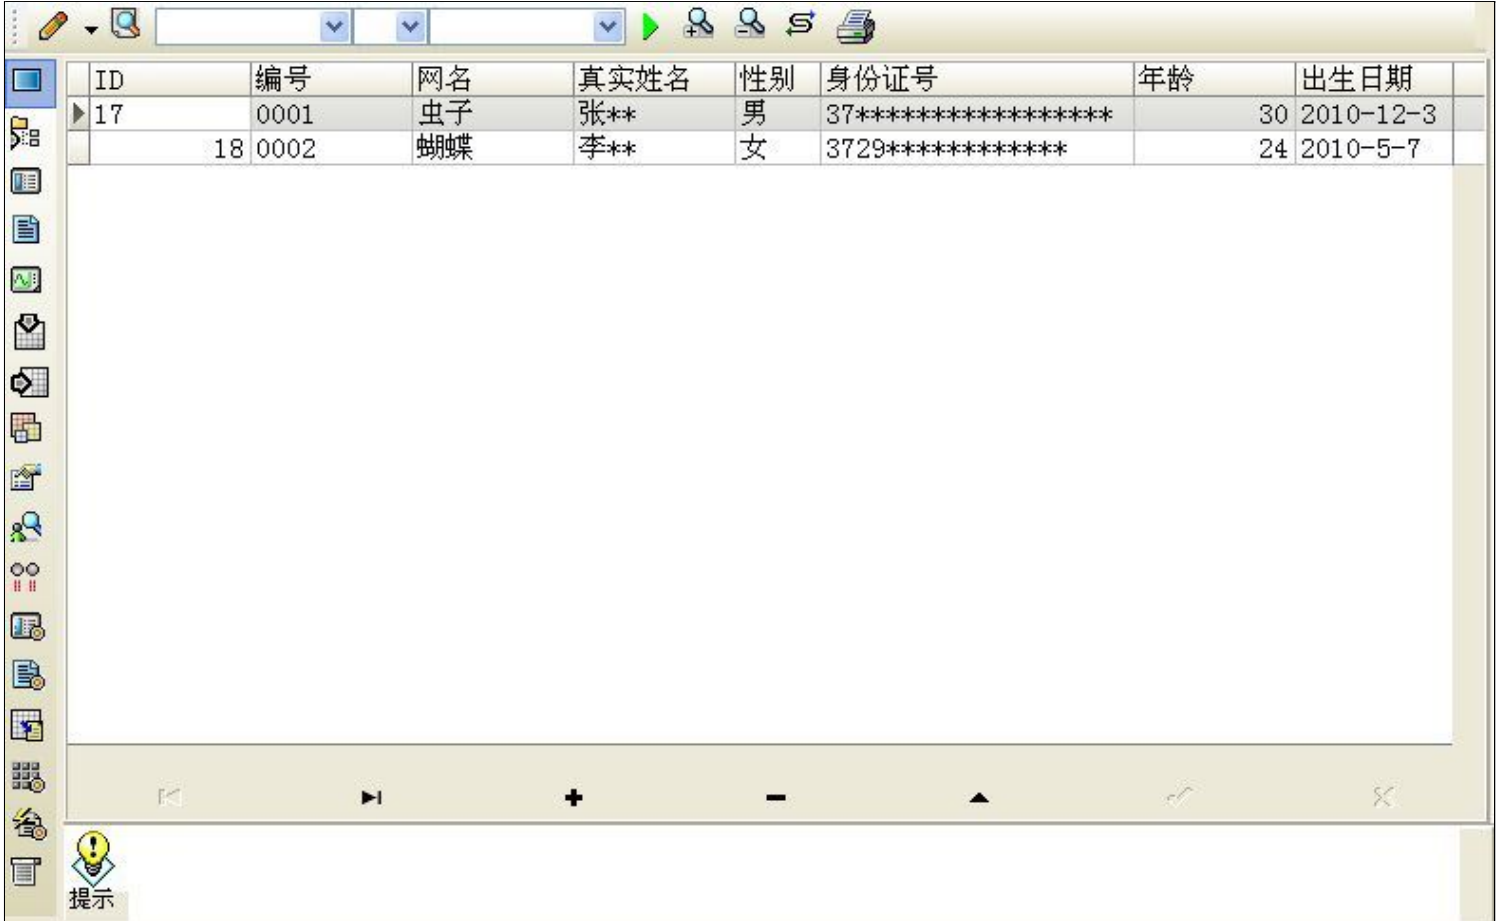 ID 编号 网名 真实姓名 性别 身份证号 年龄 出生日期
17 0001 虫子 张** 男 37***************** 30 2010-12-3
18 0002 蝴蝶 李** 女 3729************ 24 2010-5-7
提示